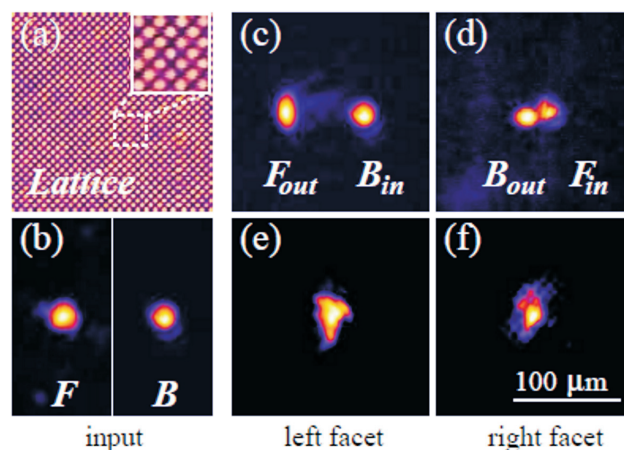 (a)
Lattice
(c)
F_out B_in
(d)
B_out F_in
(b)
F B
(e)
(f)
100 μm
input left facet right facet